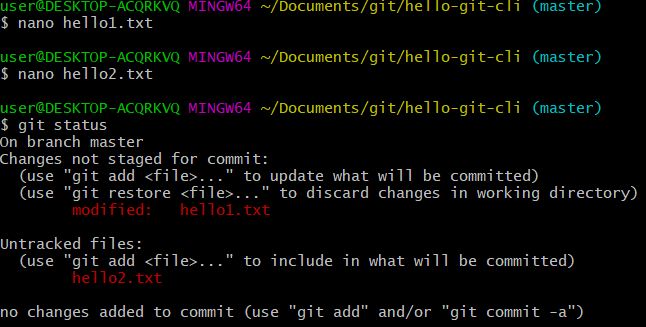 user@DESKTOP-ACQRKVQ MINGW64 ~/Documents/git/hello-git-cli (master)
$ nano hello1.txt
user@DESKTOP-ACQRKVQ MINGW64 ~/Documents/git/hello-git-cli (master)
$ nano hello2.txt
user@DESKTOP-ACQRKVQ MINGW64 ~/Documents/git/hello-git-cli (master)
$ git status
On branch master
Changes not staged for commit:
  (use "git add <file>..." to update what will be committed)
  (use "git restore <file>..." to discard changes in working directory)
        modified:   hello1.txt
Untracked files:
  (use "git add <file>..." to include in what will be committed)
        hello2.txt
no changes added to commit (use "git add" and/or "git commit -a")